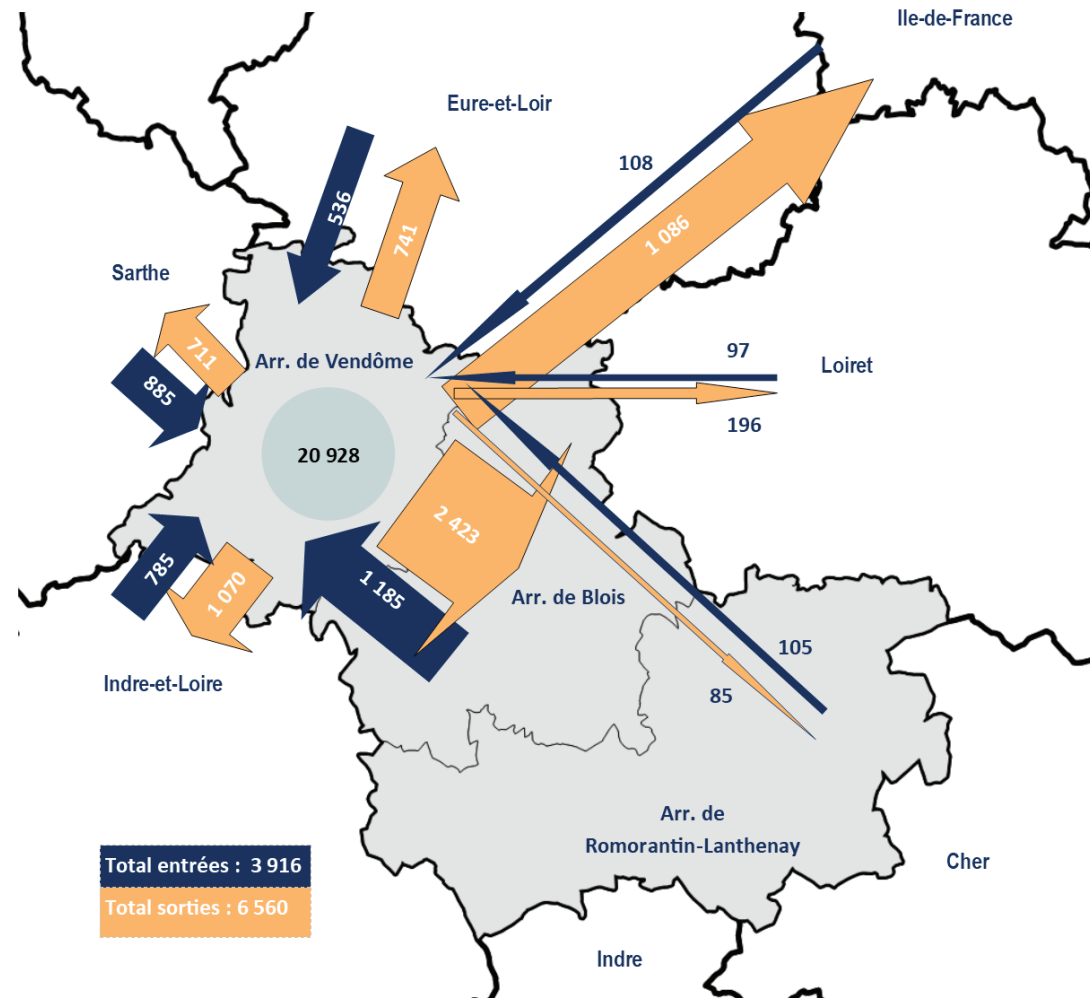 Ile-de-France
Eure-et-Loir
108
536
741
1 086
Sarthe
711
885
Arr. de Vendôme
97
Loiret
196
20 928
2 423
785
1 070
1 185
Arr. de Blois
105
85
Indre-et-Loire
Arr. de
Romorantin-Lanthenay
Cher
Total entrées : 3 916
Total sorties : 6 560
Indre